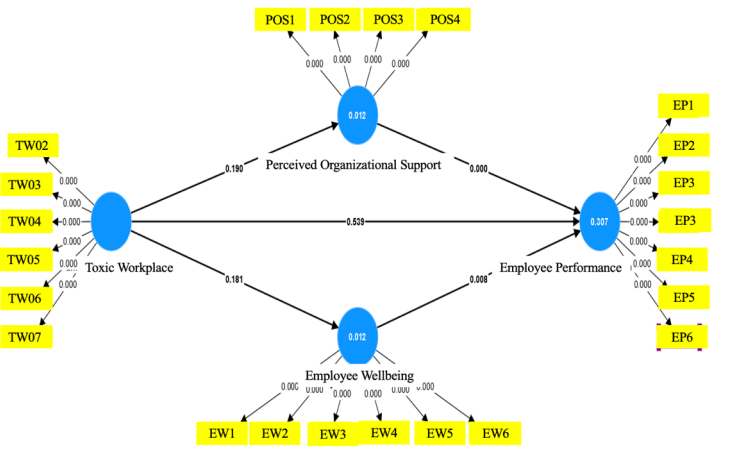 POS1 POS2 POS3 POS4
0.000 0.000 0.000 0.000
0.012
Perceived Organizational Support
TW02
TW03
TW04
TW05
TW06
TW07
0.000
0.000
0.000
0.000
0.000
0.000
Toxic Workplace
0.190
0.539
0.181
0.000
0.008
0.307
Employee Performance
0.000
0.000
0.000
0.000
0.000
0.000
0.000
EP1
EP2
EP3
EP3
EP4
EP5
EP6
0.012
Employee Wellbeing
0.000 0.000 0.000 0.000 0.000 0.000
EW1 EW2 EW3 EW4 EW5 EW6